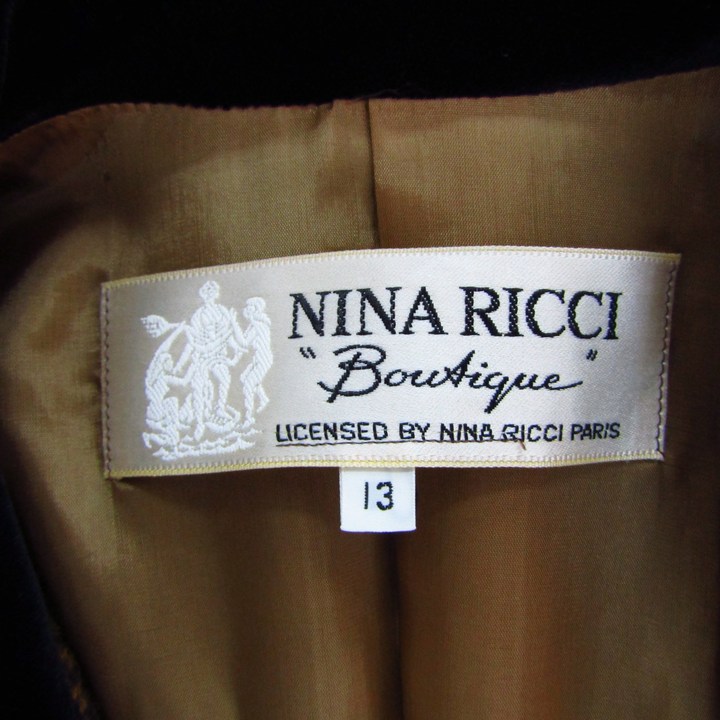 NINA RICCI
"Boutique"
LICENSED BY NINA RICCI PARIS
13